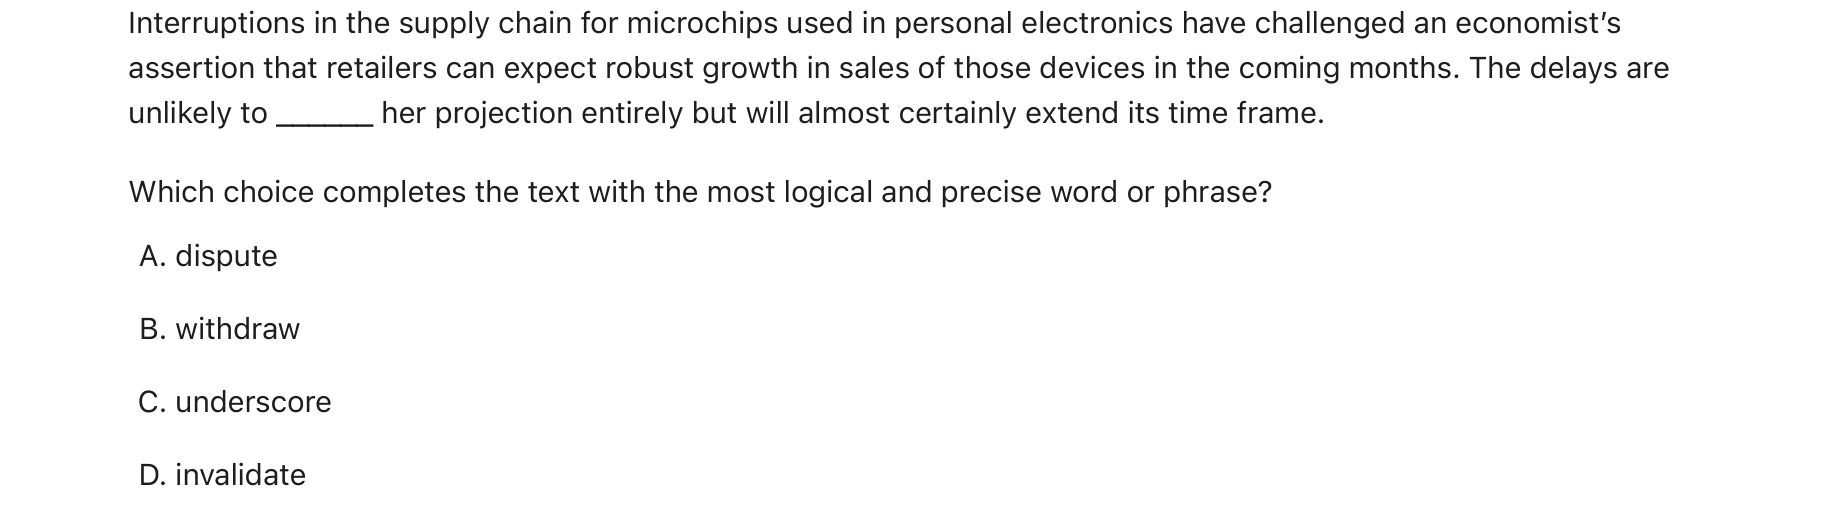 Interruptions in the supply chain for microchips used in personal electronics have challenged an economist’s
assertion that retailers can expect robust growth in sales of those devices in the coming months. The delays are
unlikely to ______ her projection entirely but will almost certainly extend its time frame.
Which choice completes the text with the most logical and precise word or phrase?
A. dispute
B. withdraw
C. underscore
D. invalidate